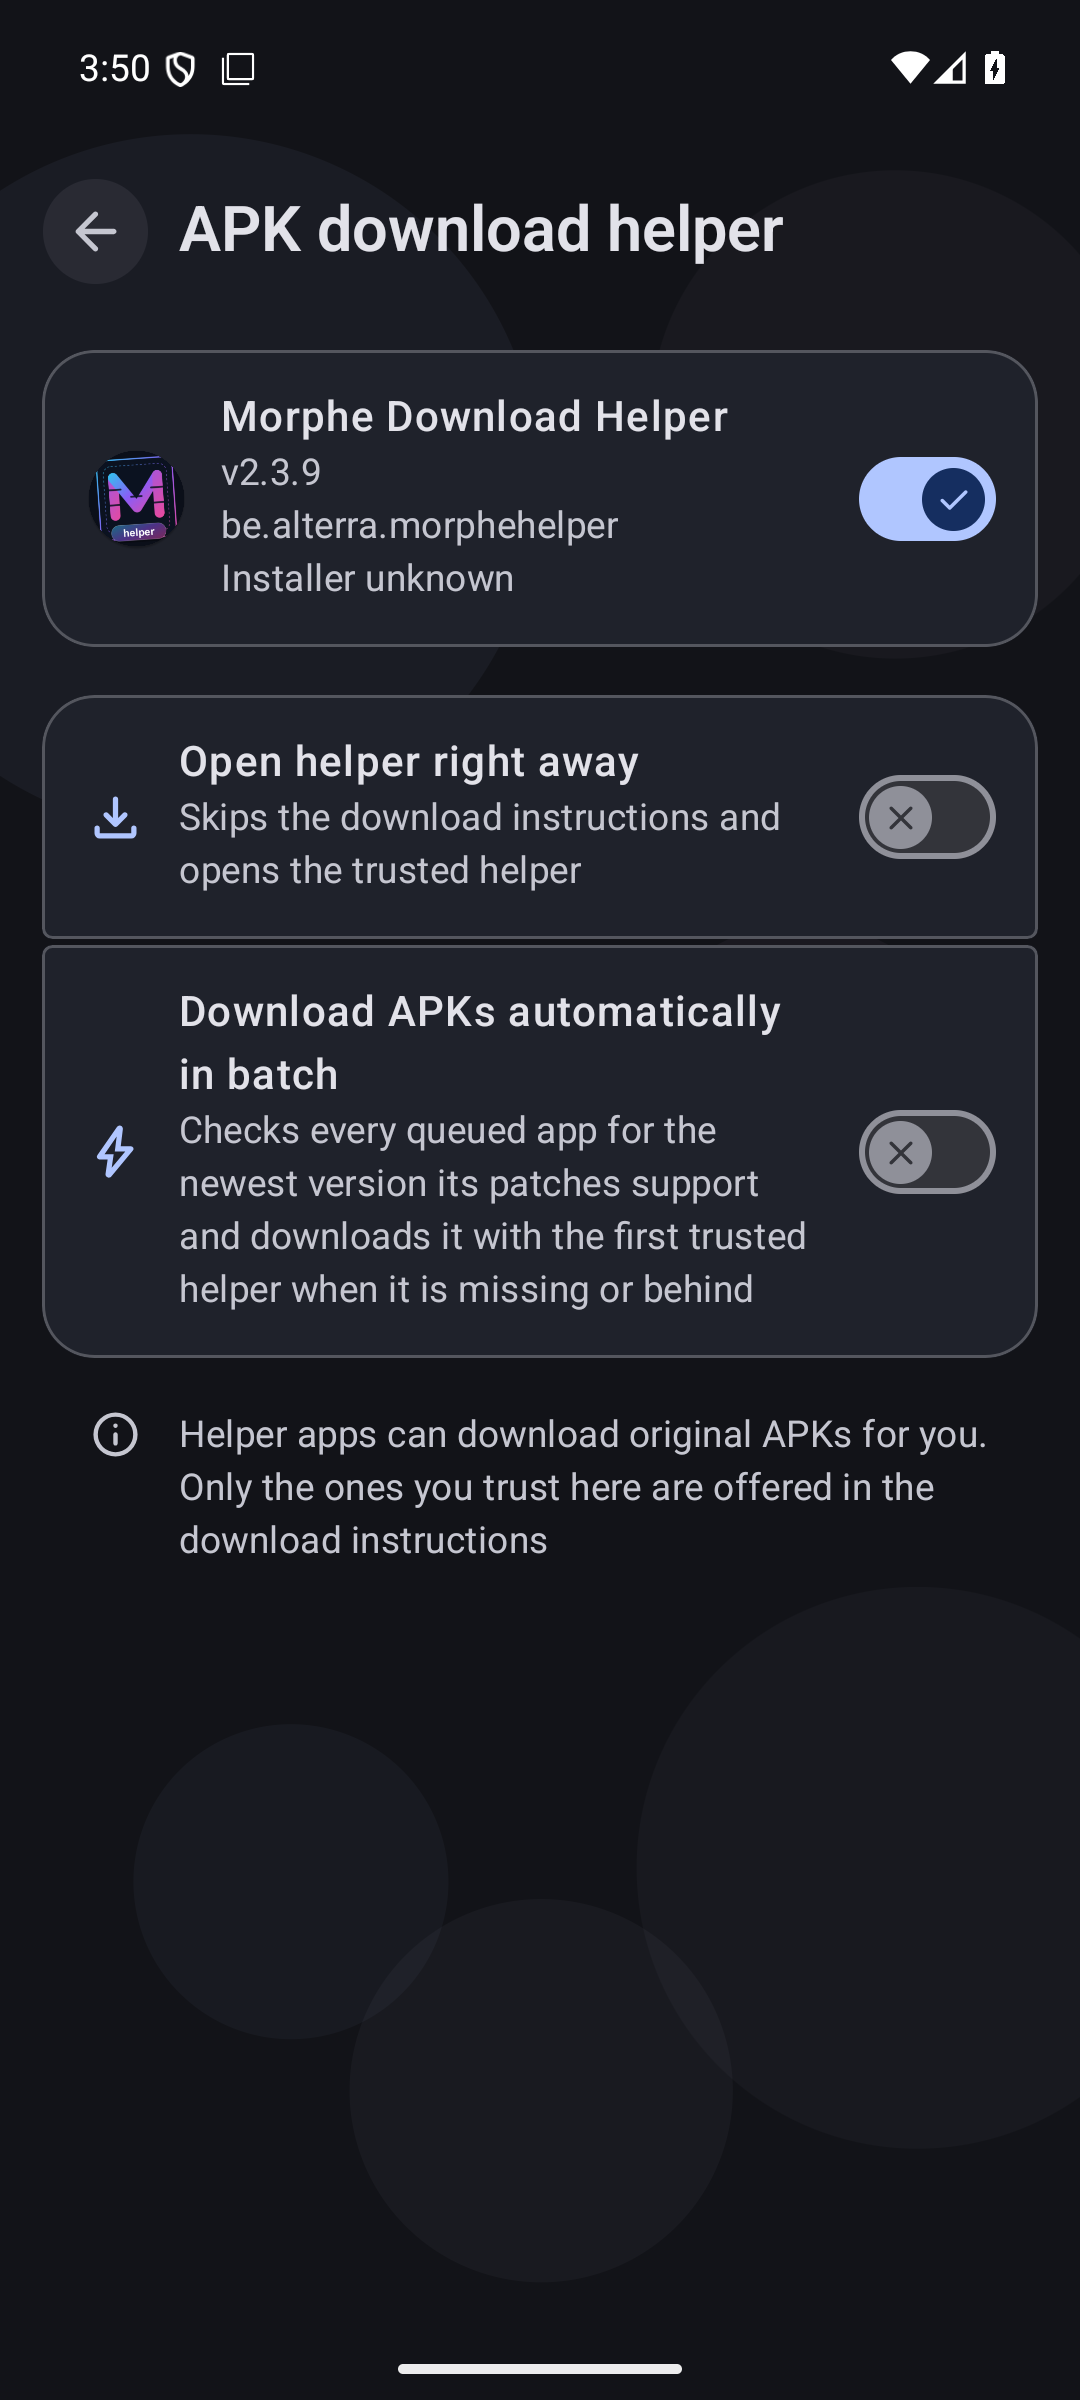 3:50
APK download helper
Morphe Download Helper
v2.3.9
be.alterra.morphehelper
Installer unknown
helper
Open helper right away
Skips the download instructions and
opens the trusted helper
Download APKs automatically
in batch
Checks every queued app for the
newest version its patches support
and downloads it with the first trusted
helper when it is missing or behind
Helper apps can download original APKs for you.
Only the ones you trust here are offered in the
download instructions